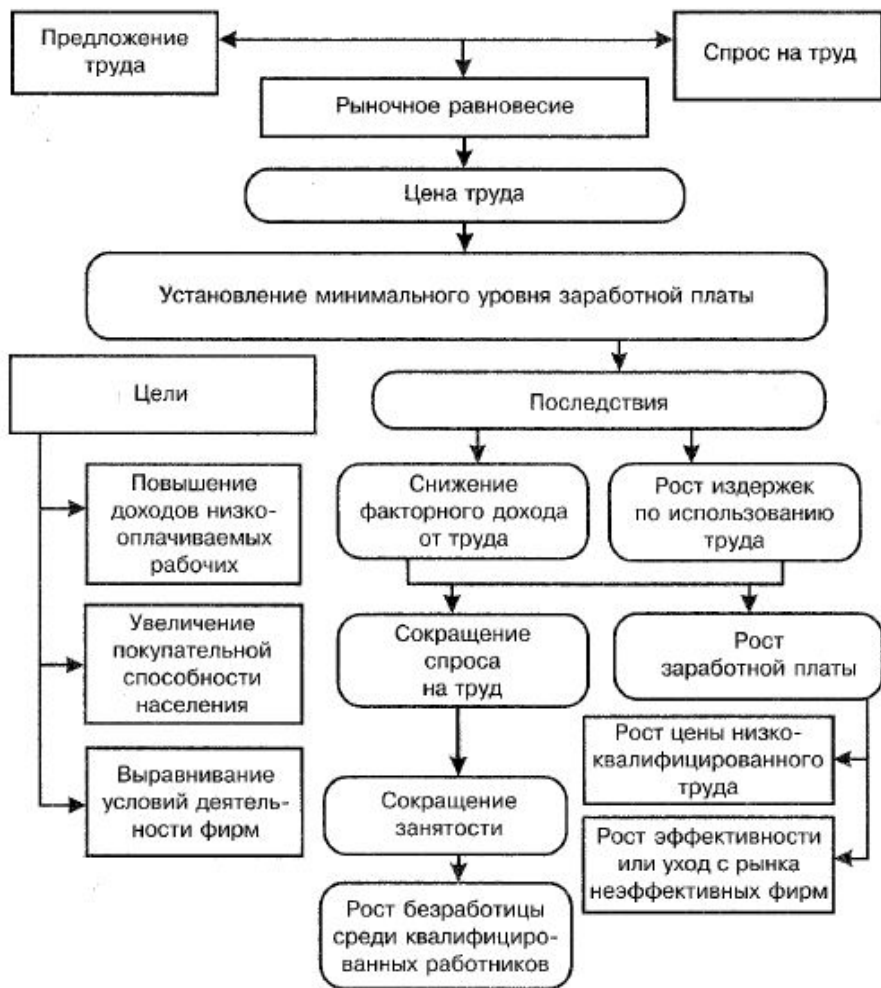 Предложение
труда
Спрос на труд
Рыночное равновесие
Цена труда
Установление минимального уровня заработной платы
Цели
Последствия
Повышение
доходов низко-
оплачиваемых
рабочих
Снижение
факторного дохода
от труда
Рост издержек
по использованию
труда
Увеличение
покупательной
способности
населения
Сокращение
спроса
на труд
Рост
заработной платы
Рост цены низко-
квалифицированного
труда
Выравнивание
условий деятель-
ности фирм
Сокращение
занятости
Рост эффективности
или уход с рынка
неэффективных фирм
Рост безработицы
среди квалифициро-
ванных работников